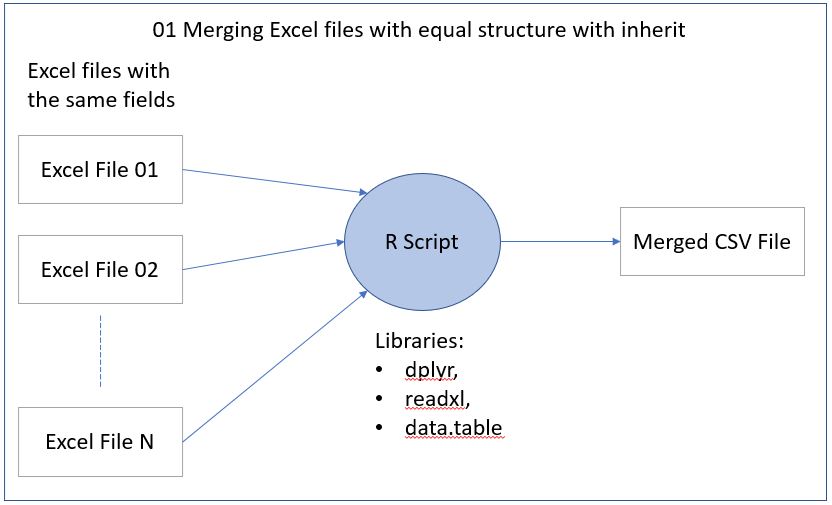 01 Merging Excel files with equal structure with inherit
Excel files with
the same fields
Excel File 01
Excel File 02
Excel File N
R Script
Libraries:
• dplyr,
• readxl,
• data.table
Merged CSV File